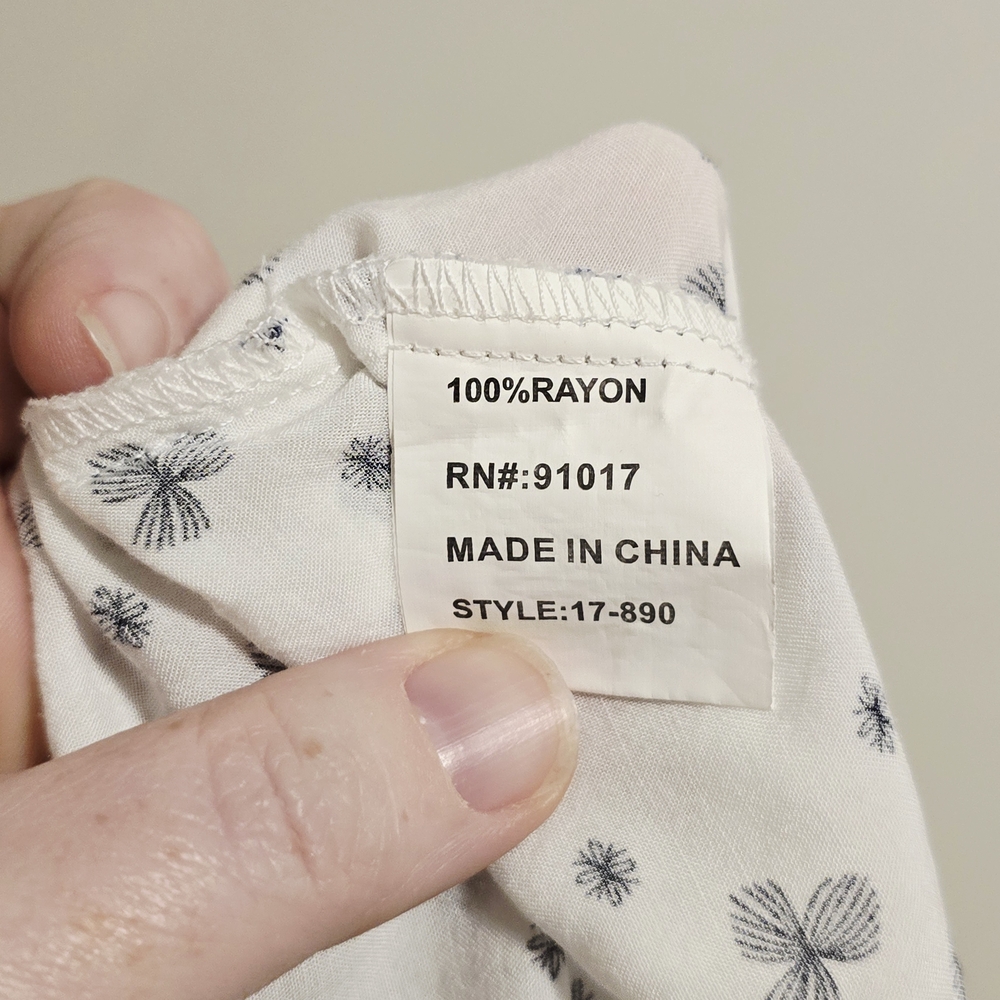 100%RAYON
RN#:91017
MADE IN CHINA
STYLE:17-890